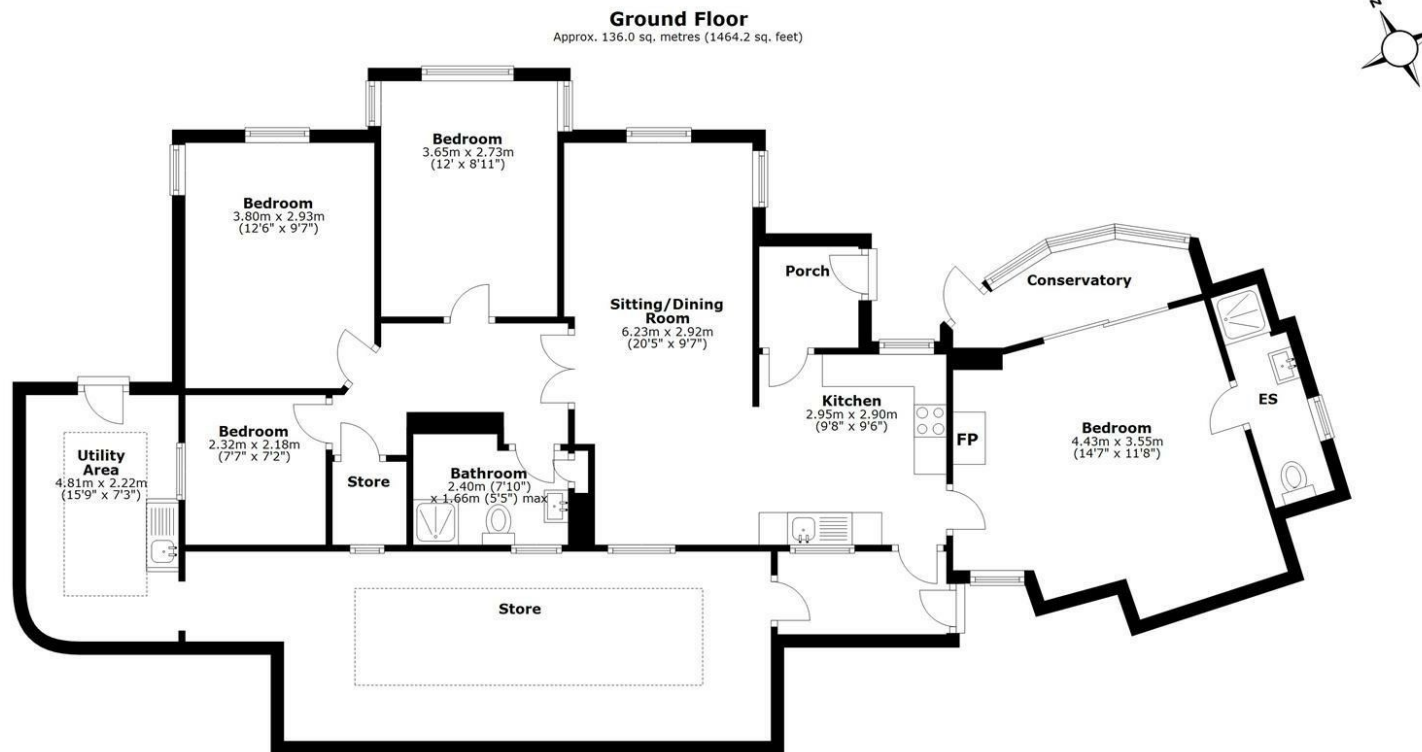 Ground Floor
Approx. 136.0 sq. metres (1464.2 sq. feet)
N
Bedroom
3.65m x 2.73m
(12' x 8'11")
Bedroom
3.80m x 2.93m
(12'6" x 9'7")
Sitting/Dining
Room
6.23m x 2.92m
(20'5" x 9'7")
Porch
Conservatory
Kitchen
2.95m x 2.90m
(9'8" x 9'6")
FP
Bedroom
4.43m x 3.55m
(14'7" x 11'8")
ES
Utility
Area
4.81m x 2.22m
(15'9" x 7'3")
Bedroom
2.32m x 2.18m
(7'7" x 7'2")
Store
Bathroom
2.40m (7'10")
x 1.66m (5'5") max
Store